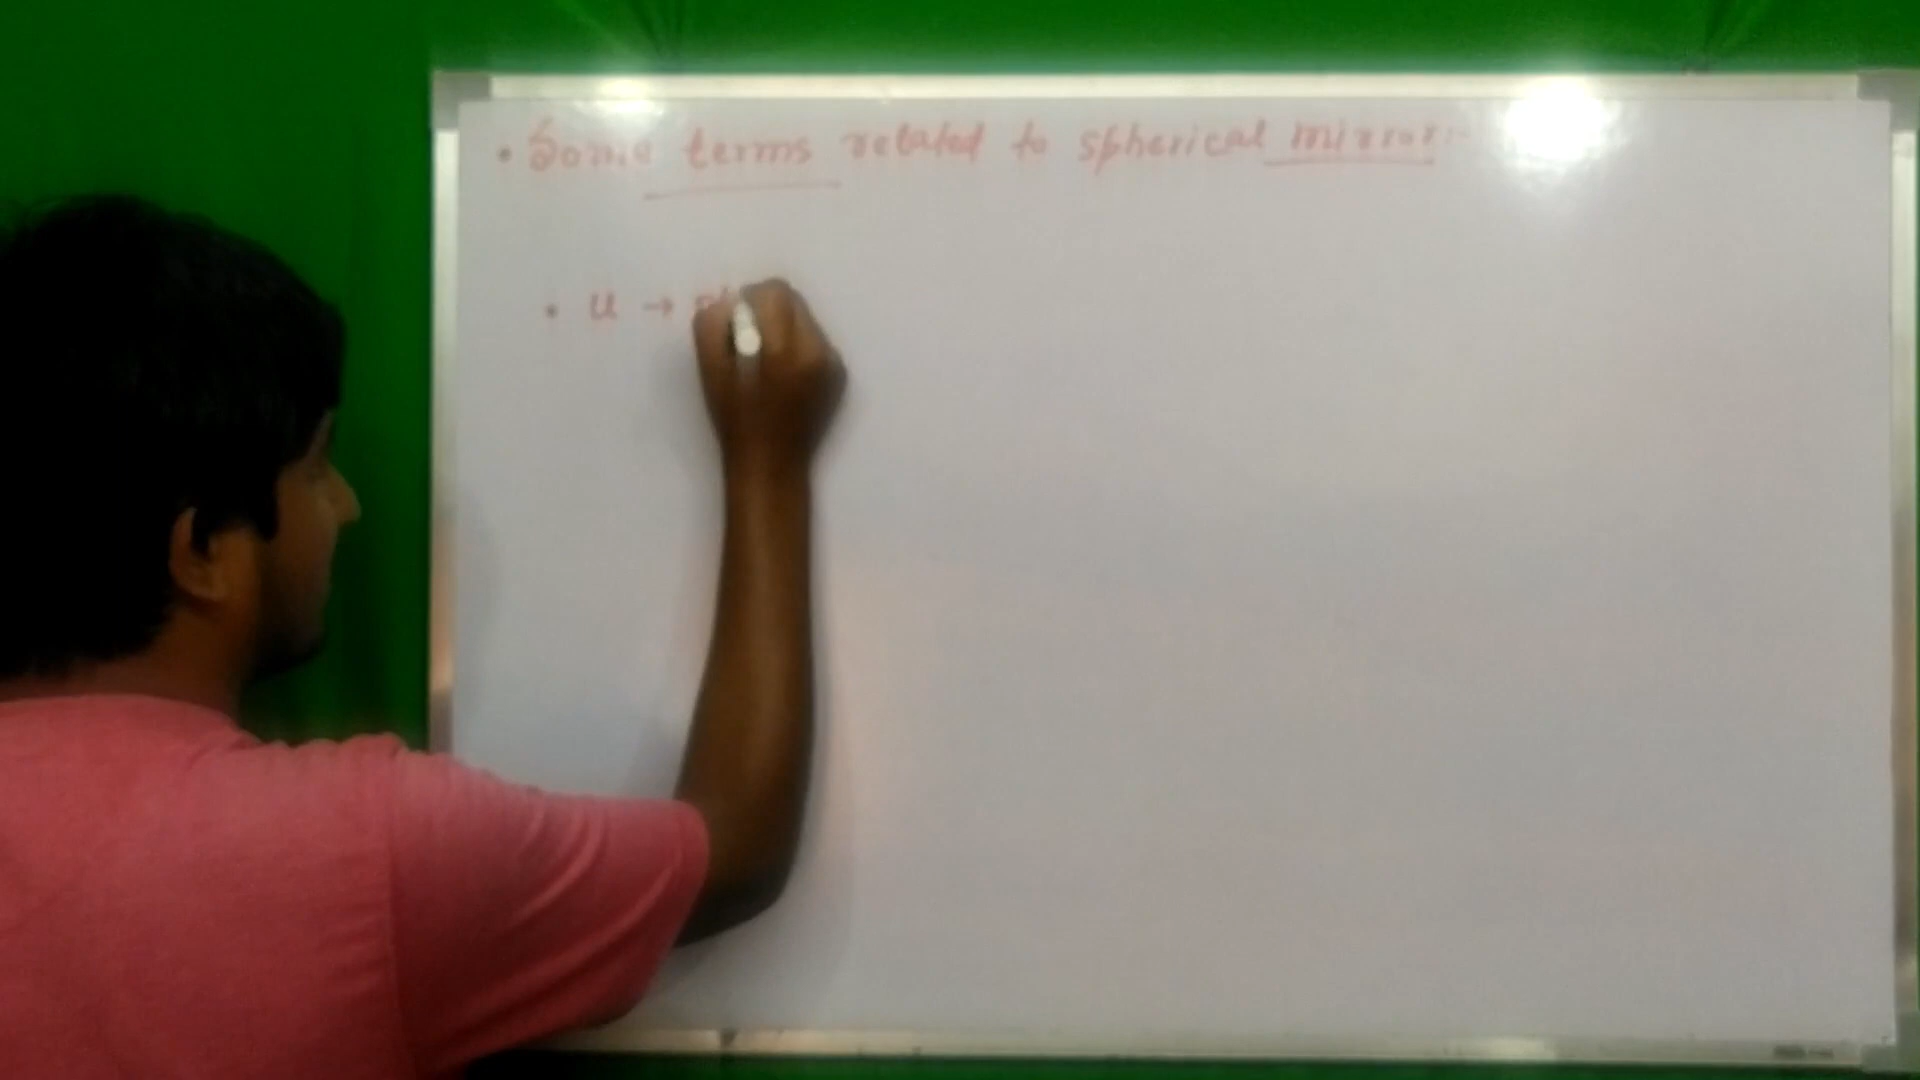 • Some terms related to spherical mirror:-
• u →